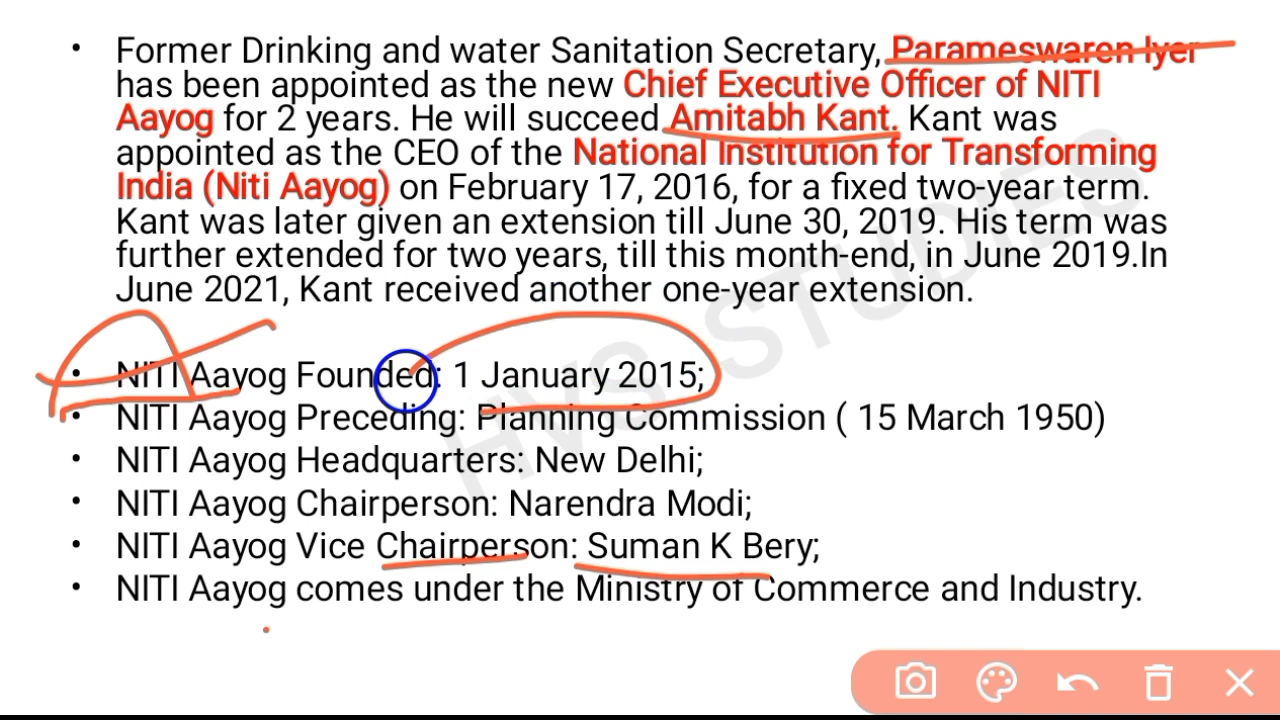 • Former Drinking and water Sanitation Secretary, Parameswaren Iyer
has been appointed as the new Chief Executive Officer of NITI
Aayog for 2 years. He will succeed Amitabh Kant. Kant was
appointed as the CEO of the National Institution for Transforming
India (Niti Aayog) on February 17, 2016, for a fixed two-year term.
Kant was later given an extension till June 30, 2019. His term was
further extended for two years, till this month-end, in June 2019.In
June 2021, Kant received another one-year extension.
• NITI Aayog Founded: 1 January 2015;
• NITI Aayog Preceding: Planning Commission ( 15 March 1950)
• NITI Aayog Headquarters: New Delhi;
• NITI Aayog Chairperson: Narendra Modi;
• NITI Aayog Vice Chairperson: Suman K Bery;
• NITI Aayog comes under the Ministry of Commerce and Industry.
HVS STUDIES